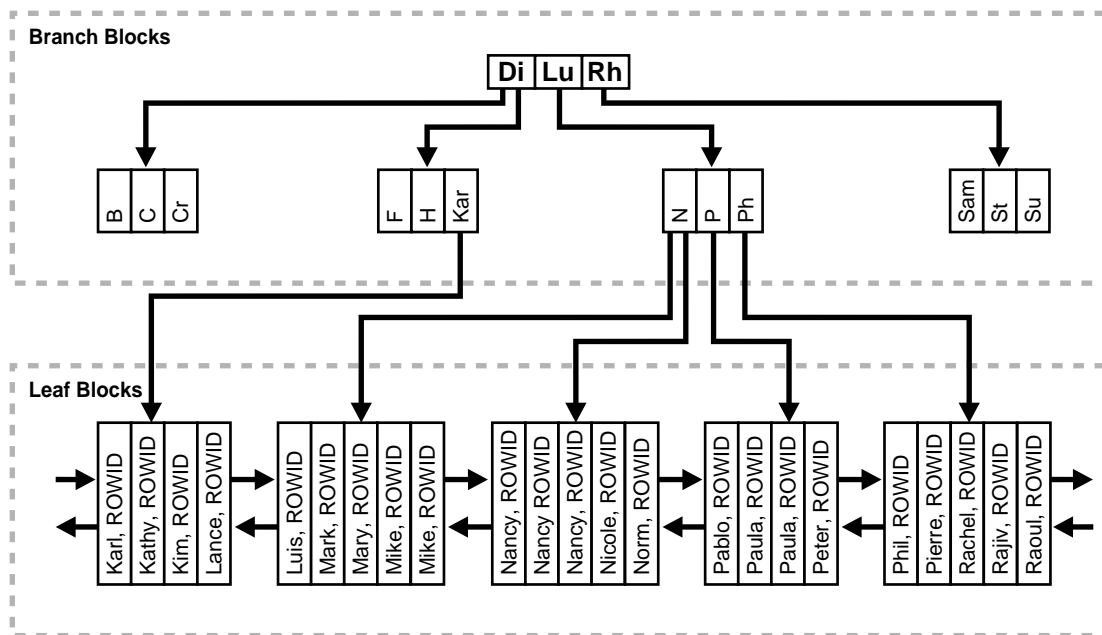 Branch Blocks
Di Lu Rh
B
C
Cr
F
H
Kar
N
P
Ph
Sam
St
Su
Leaf Blocks
Karl, ROWID
Kathy, ROWID
Kim, ROWID
Lance, ROWID
Luis, ROWID
Mark, ROWID
Mary, ROWID
Mike, ROWID
Mike, ROWID
Nancy, ROWID
Nancy ROWID
Nancy, ROWID
Nicole, ROWID
Norm, ROWID
Pablo, ROWID
Paula, ROWID
Paula, ROWID
Peter, ROWID
Phil, ROWID
Pierre, ROWID
Rachel, ROWID
Rajiv, ROWID
Raoul, ROWID